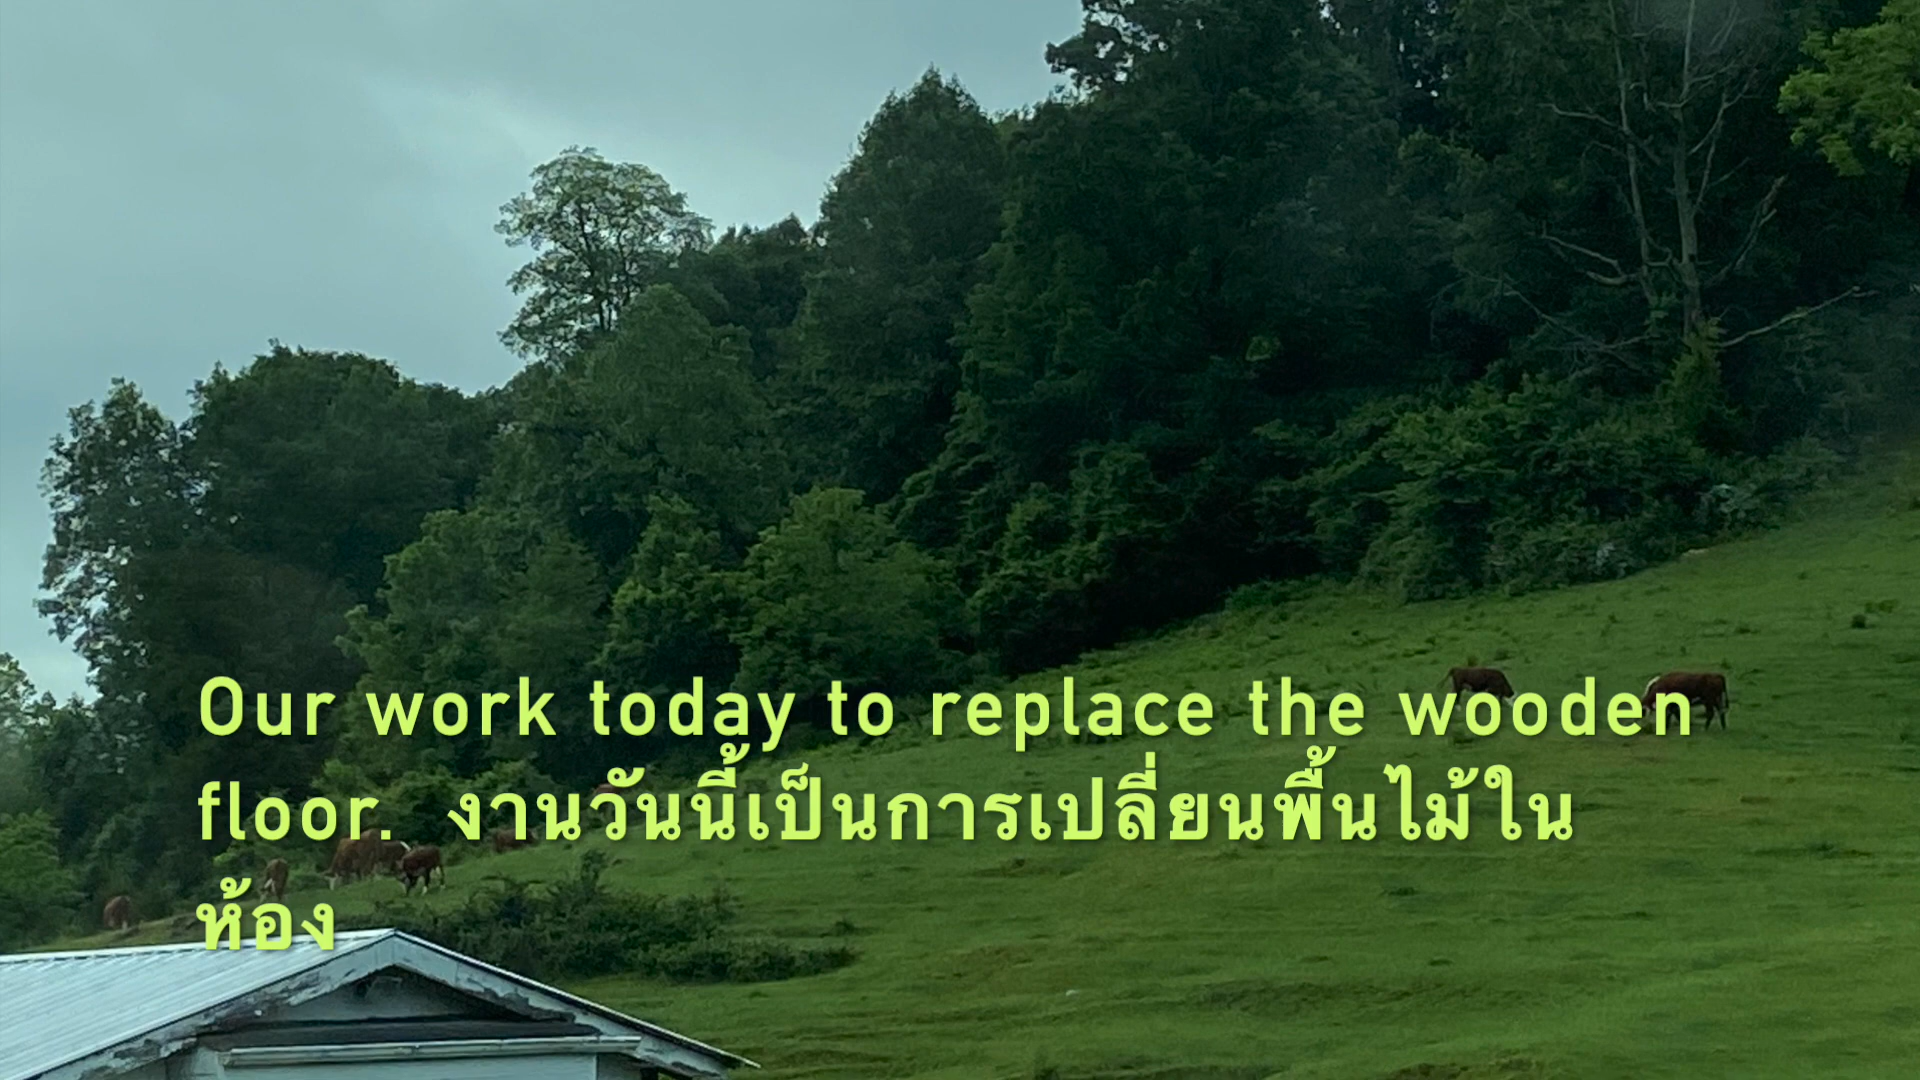 Our work today to replace the wooden
floor. งานวันนี้เป็นการเปลี่ยนพื้นไม้ใน
ห้อง